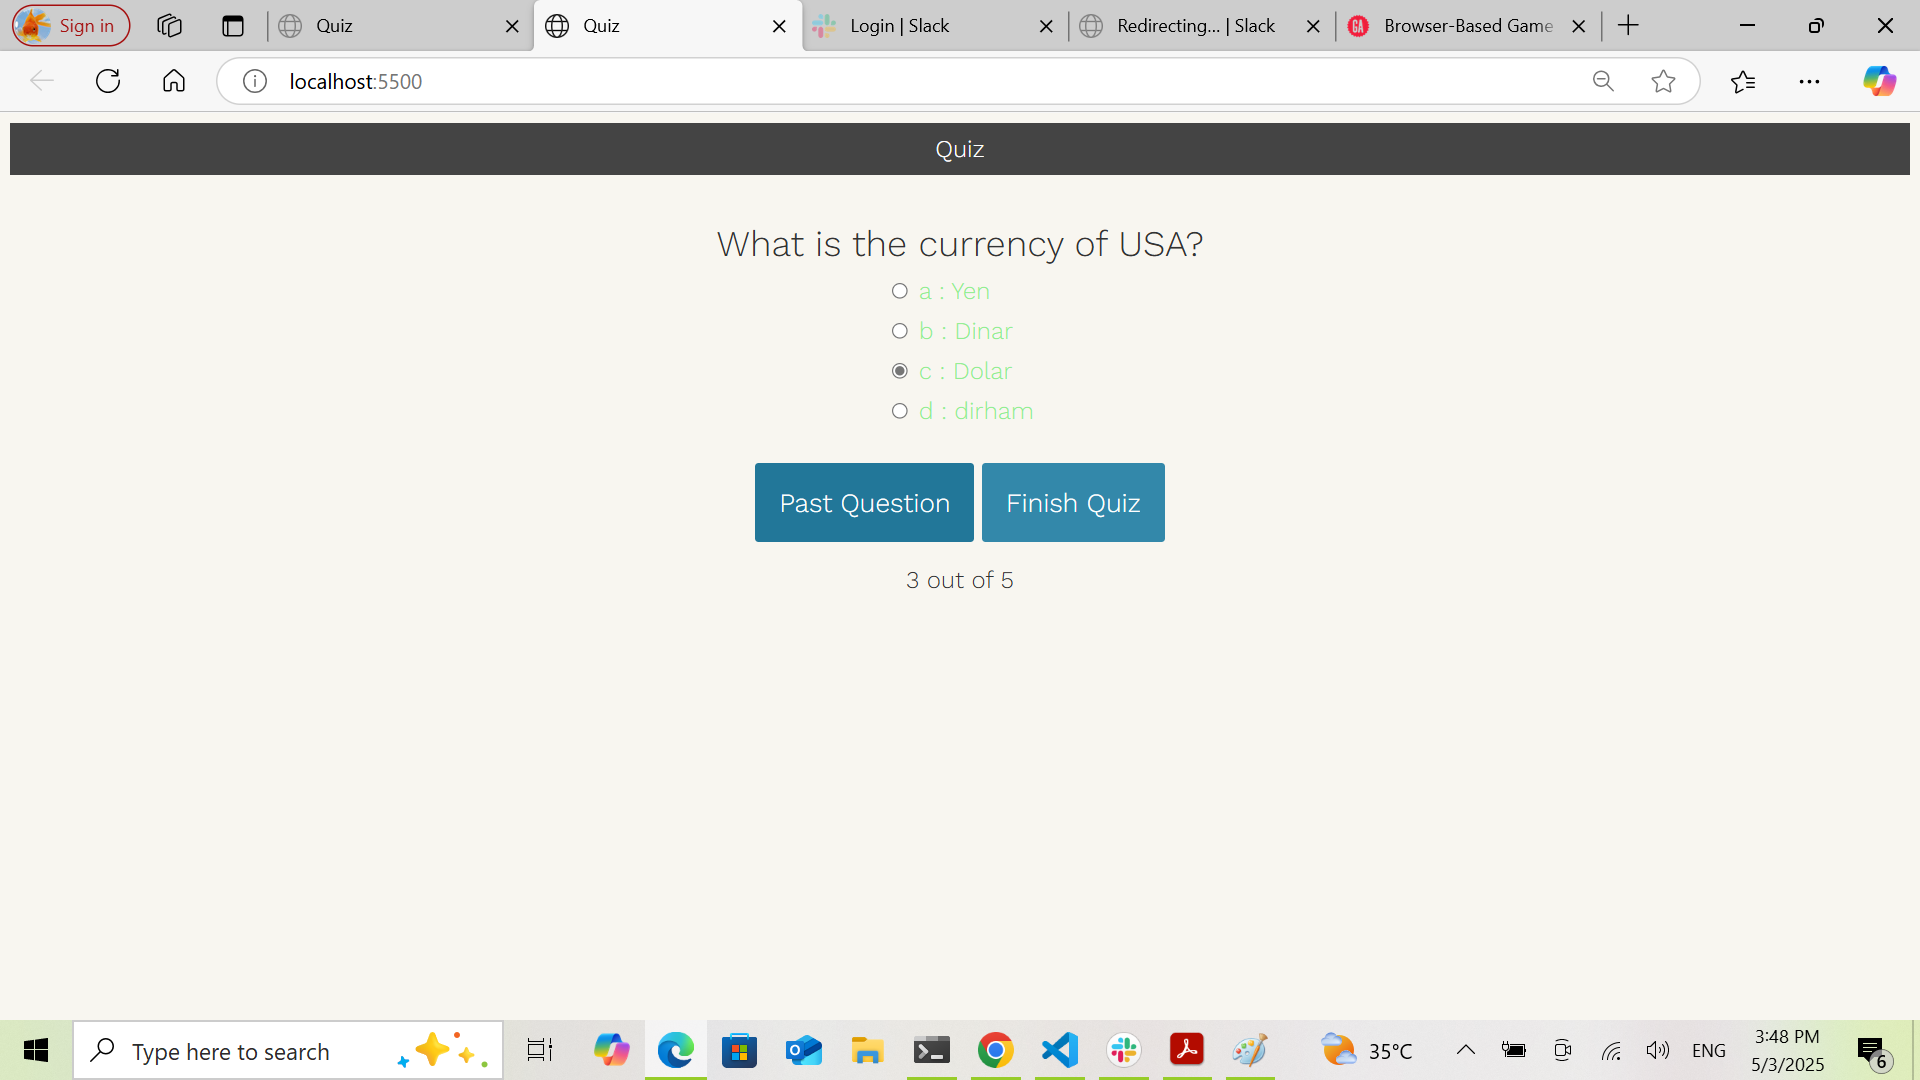 Sign in
Quiz
Quiz
Login | Slack
Redirecting... | Slack
GA
Browser-Based Game
localhost:5500
Quiz
What is the currency of USA?
a : Yen
b : Dinar
c : Dolar
d : dirham
Past Question
Finish Quiz
3 out of 5
Type here to search
35°C
ENG
3:48 PM
5/3/2025
6